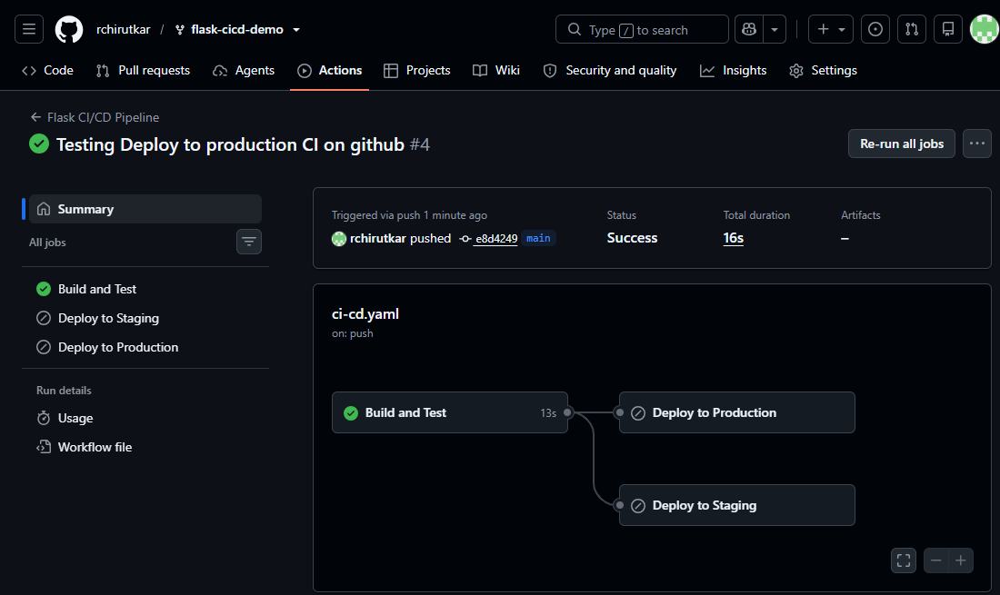 rchirutkar / flask-cicd-demo
Type / to search
Code Pull requests Agents Actions Projects Wiki Security and quality Insights Settings
Flask CI/CD Pipeline
Testing Deploy to production CI on github #4
Re-run all jobs
Summary
All jobs
Build and Test
Deploy to Staging
Deploy to Production
Run details
Usage
Workflow file
Triggered via push 1 minute ago
rchirutkar pushed e8d4249 main
Status
Success
Total duration
16s
Artifacts
–
ci-cd.yaml
on: push
Build and Test 13s
Deploy to Production
Deploy to Staging